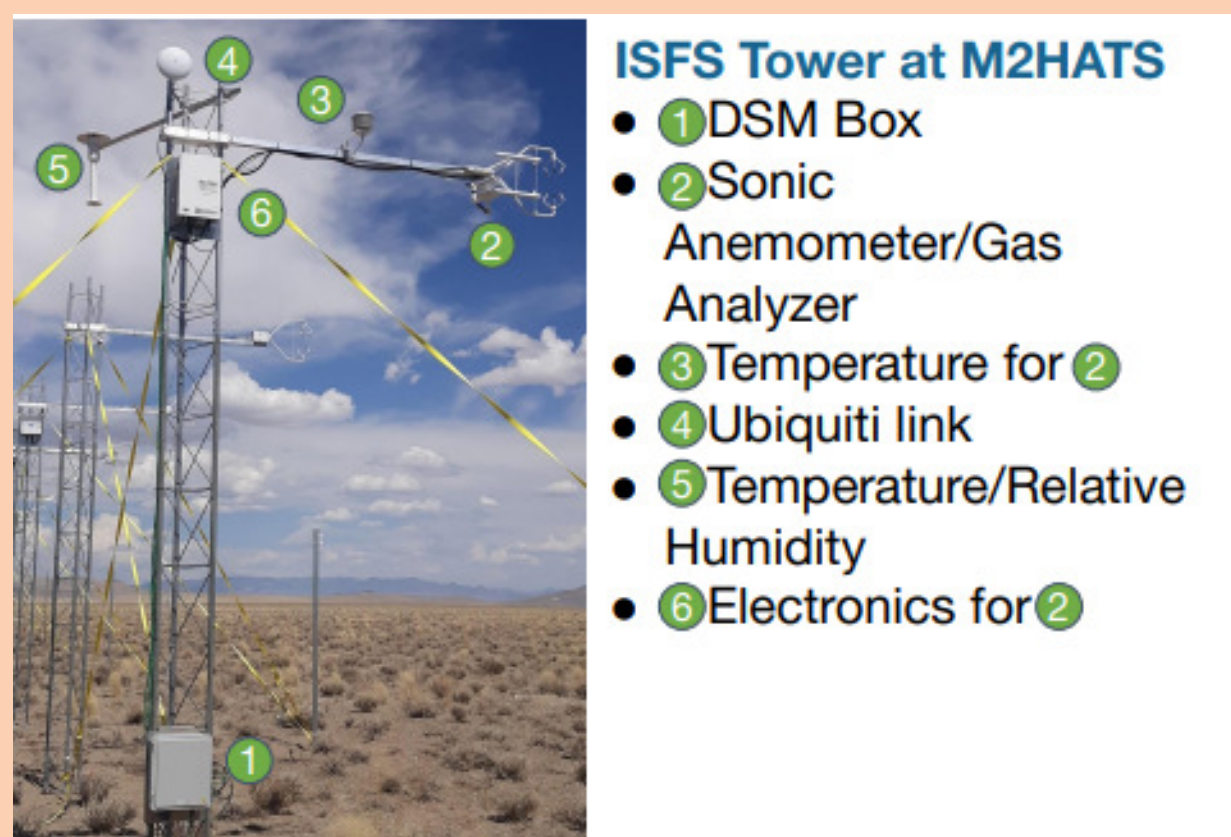 4
3
5
6
2
1
ISFS Tower at M2HATS
• 1 DSM Box
• 2 Sonic
Anemometer/Gas
Analyzer
• 3 Temperature for 2
• 4 Ubiquiti link
• 5 Temperature/Relative
Humidity
• 6 Electronics for 2